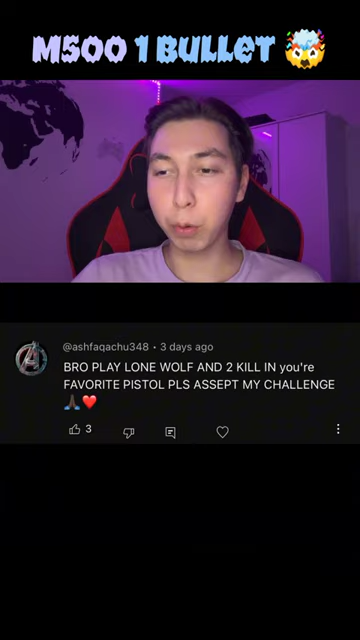 M500 1 BULLET 🤯
@ashfaqachu348 • 3 days ago
BRO PLAY LONE WOLF AND 2 KILL IN you're
FAVORITE PISTOL PLS ASSEPT MY CHALLENGE
🙏🏿❤️
3